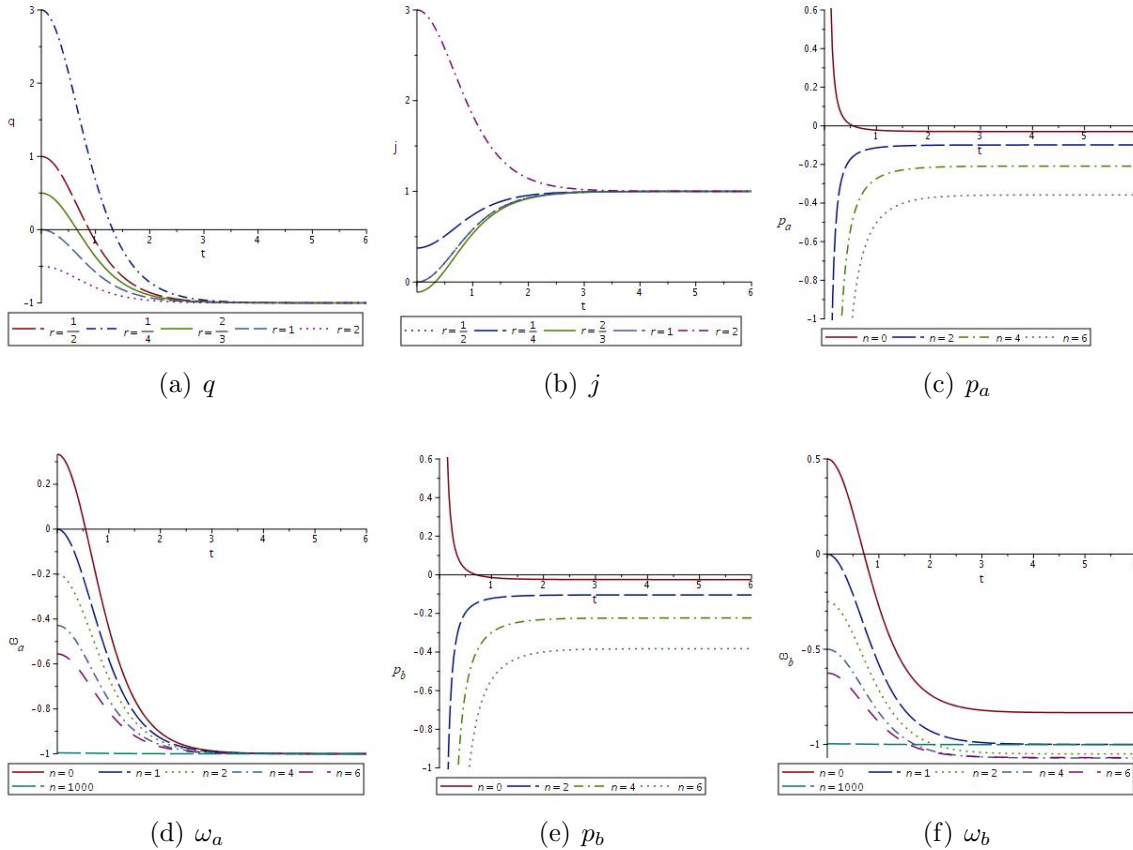 3
2
q
1
0
-1
1 2 3 4 5 6
t
r=1/2 r=1/4 r=2/3 r=1 r=2
(a) q
3
2
j
1
0
1 2 3 4 5 6
t
r=1/2 r=1/4 r=2/3 r=1 r=2
(b) j
0.6
0.4
0.2
0
1 2 3 4 5
t
-0.2
-0.4
p_a
-0.6
-0.8
-1
n=0 n=2 n=4 n=6
(c) p_a
0.2
0
1 2 3 4 5 6
t
-0.2
-0.4
ω_a
-0.6
-0.8
-1
n=0 n=1 n=2 n=4 n=6
n=1000
(d) ω_a
0.6
0.4
0.2
0
1 2 3 4 5 6
t
-0.2
-0.4
p_b
-0.6
-0.8
-1
n=0 n=2 n=4 n=6
(e) p_b
0.5
0
1 2 3 4 5
t
-0.5
ω_b
-1
n=0 n=1 n=2 n=4 n=6
n=1000
(f) ω_b